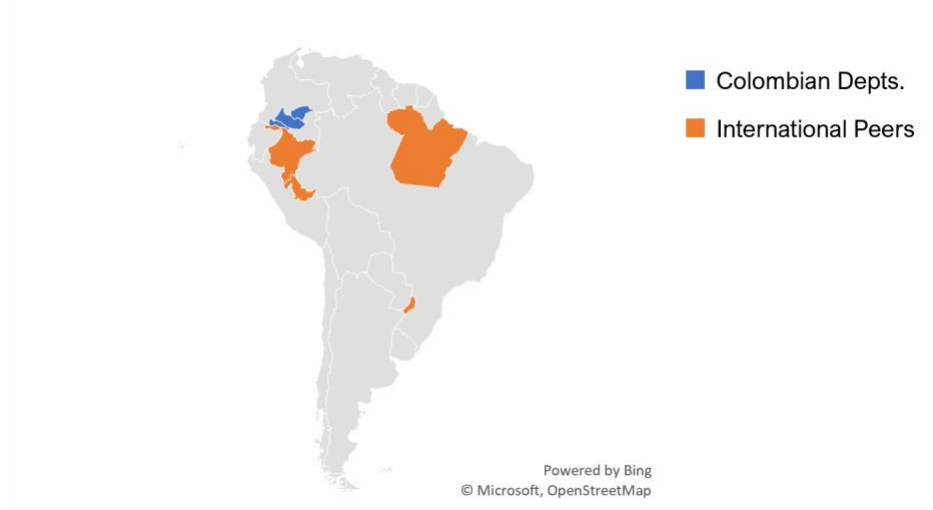 Colombian Depts.
International Peers
Powered by Bing
© Microsoft, OpenStreetMap